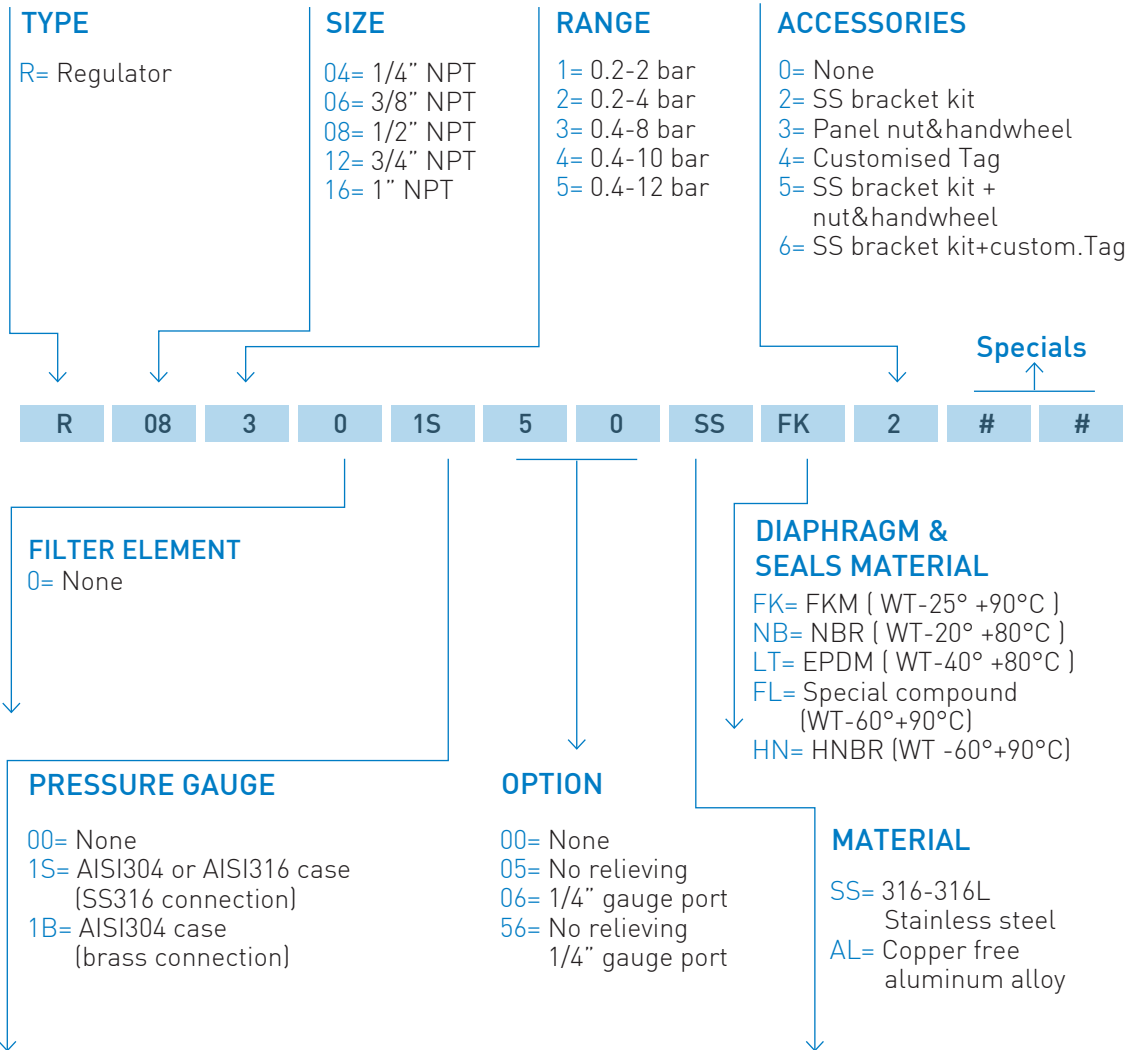 TYPE
R= Regulator
SIZE
04= 1/4” NPT
06= 3/8” NPT
08= 1/2” NPT
12= 3/4” NPT
16= 1” NPT
RANGE
1= 0.2-2 bar
2= 0.2-4 bar
3= 0.4-8 bar
4= 0.4-10 bar
5= 0.4-12 bar
ACCESSORIES
0= None
2= SS bracket kit
3= Panel nut&handwheel
4= Customised Tag
5= SS bracket kit +
nut&handwheel
6= SS bracket kit+custom.Tag
Specials
R 08 3 0 1S 5 0 SS FK 2 # #
FILTER ELEMENT
0= None
DIAPHRAGM &
SEALS MATERIAL
FK= FKM ( WT-25° +90°C )
NB= NBR ( WT-20° +80°C )
LT= EPDM ( WT-40° +80°C )
FL= Special compound
(WT-60°+90°C)
HN= HNBR (WT -60°+90°C)
PRESSURE GAUGE
00= None
1S= AISI304 or AISI316 case
(SS316 connection)
1B= AISI304 case
(brass connection)
OPTION
00= None
05= No relieving
06= 1/4” gauge port
56= No relieving
1/4” gauge port
MATERIAL
SS= 316-316L
Stainless steel
AL= Copper free
aluminum alloy